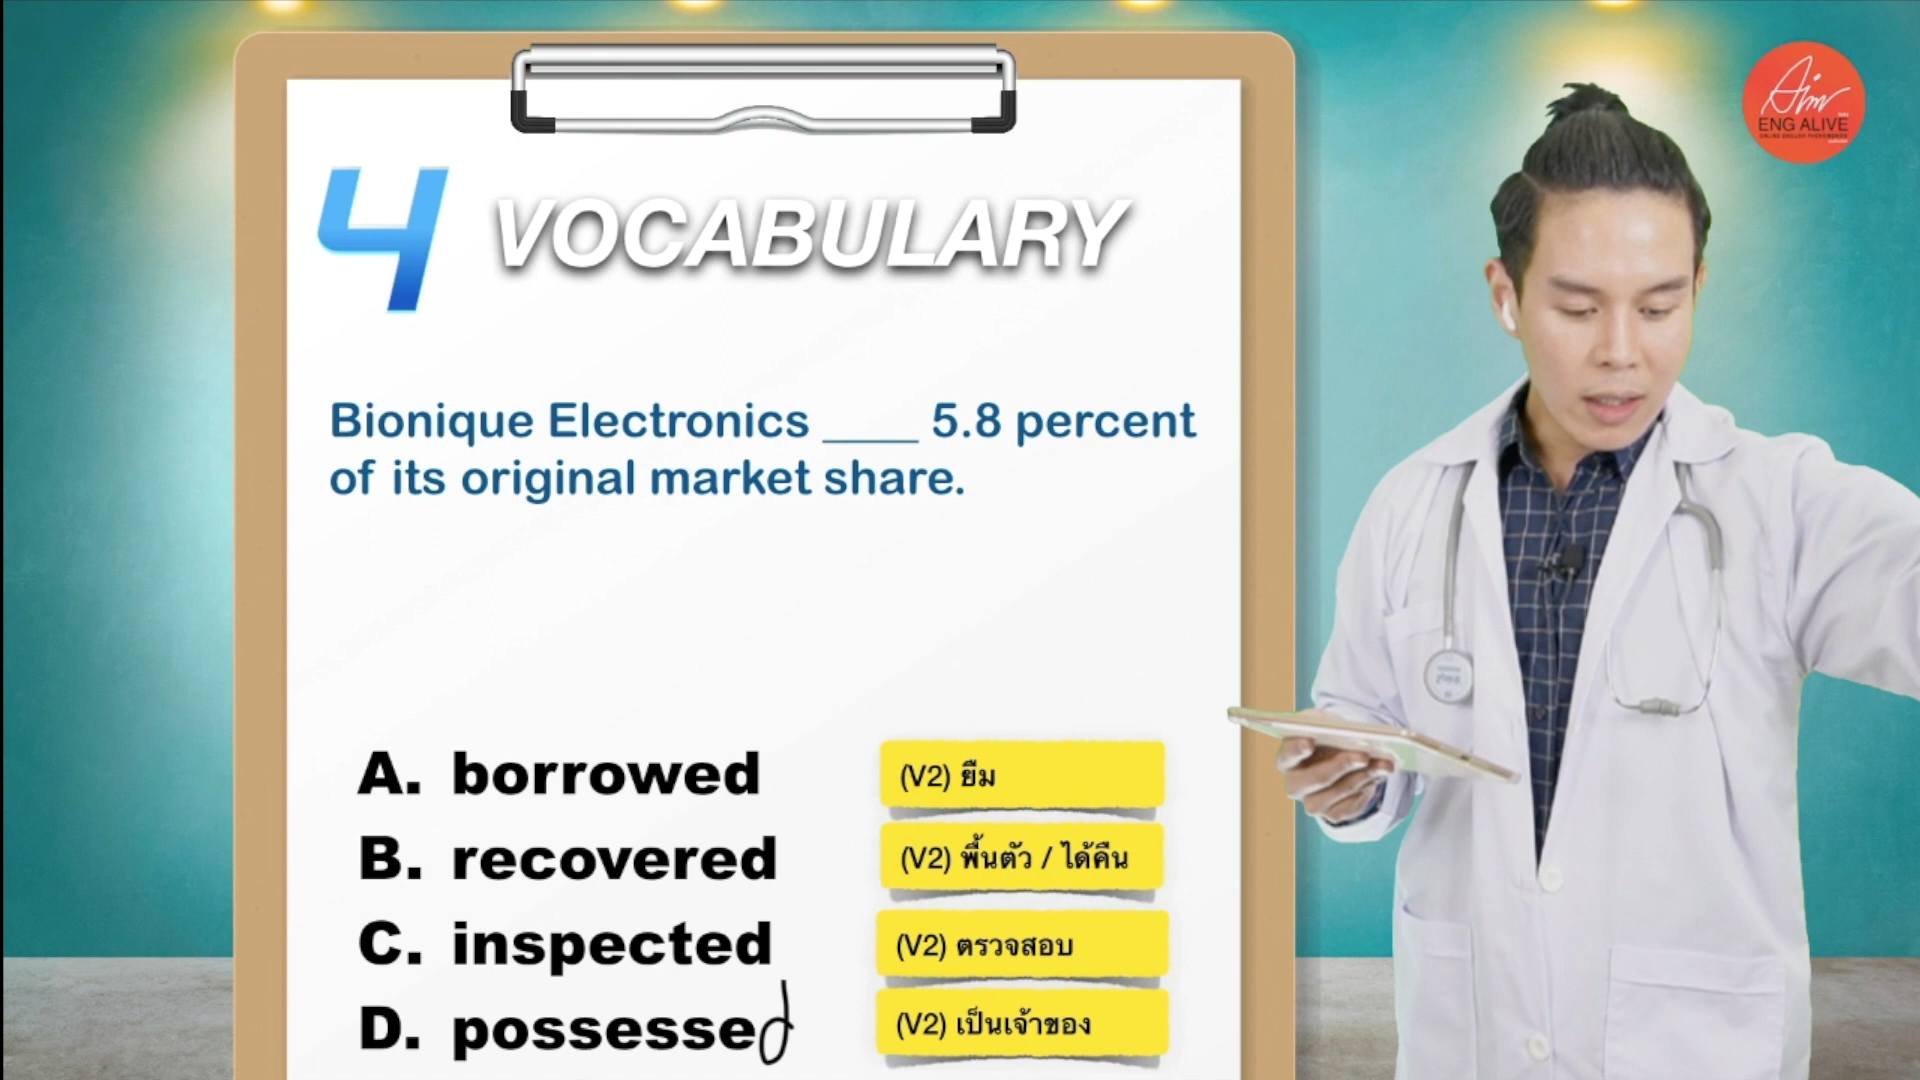 Aim
ENG ALIVE
4 VOCABULARY
Bionique Electronics ____ 5.8 percent
of its original market share.
A. borrowed (V2) ยืม
B. recovered (V2) พื้นตัว / ได้คืน
C. inspected (V2) ตรวจสอบ
D. possessed (V2) เป็นเจ้าของ